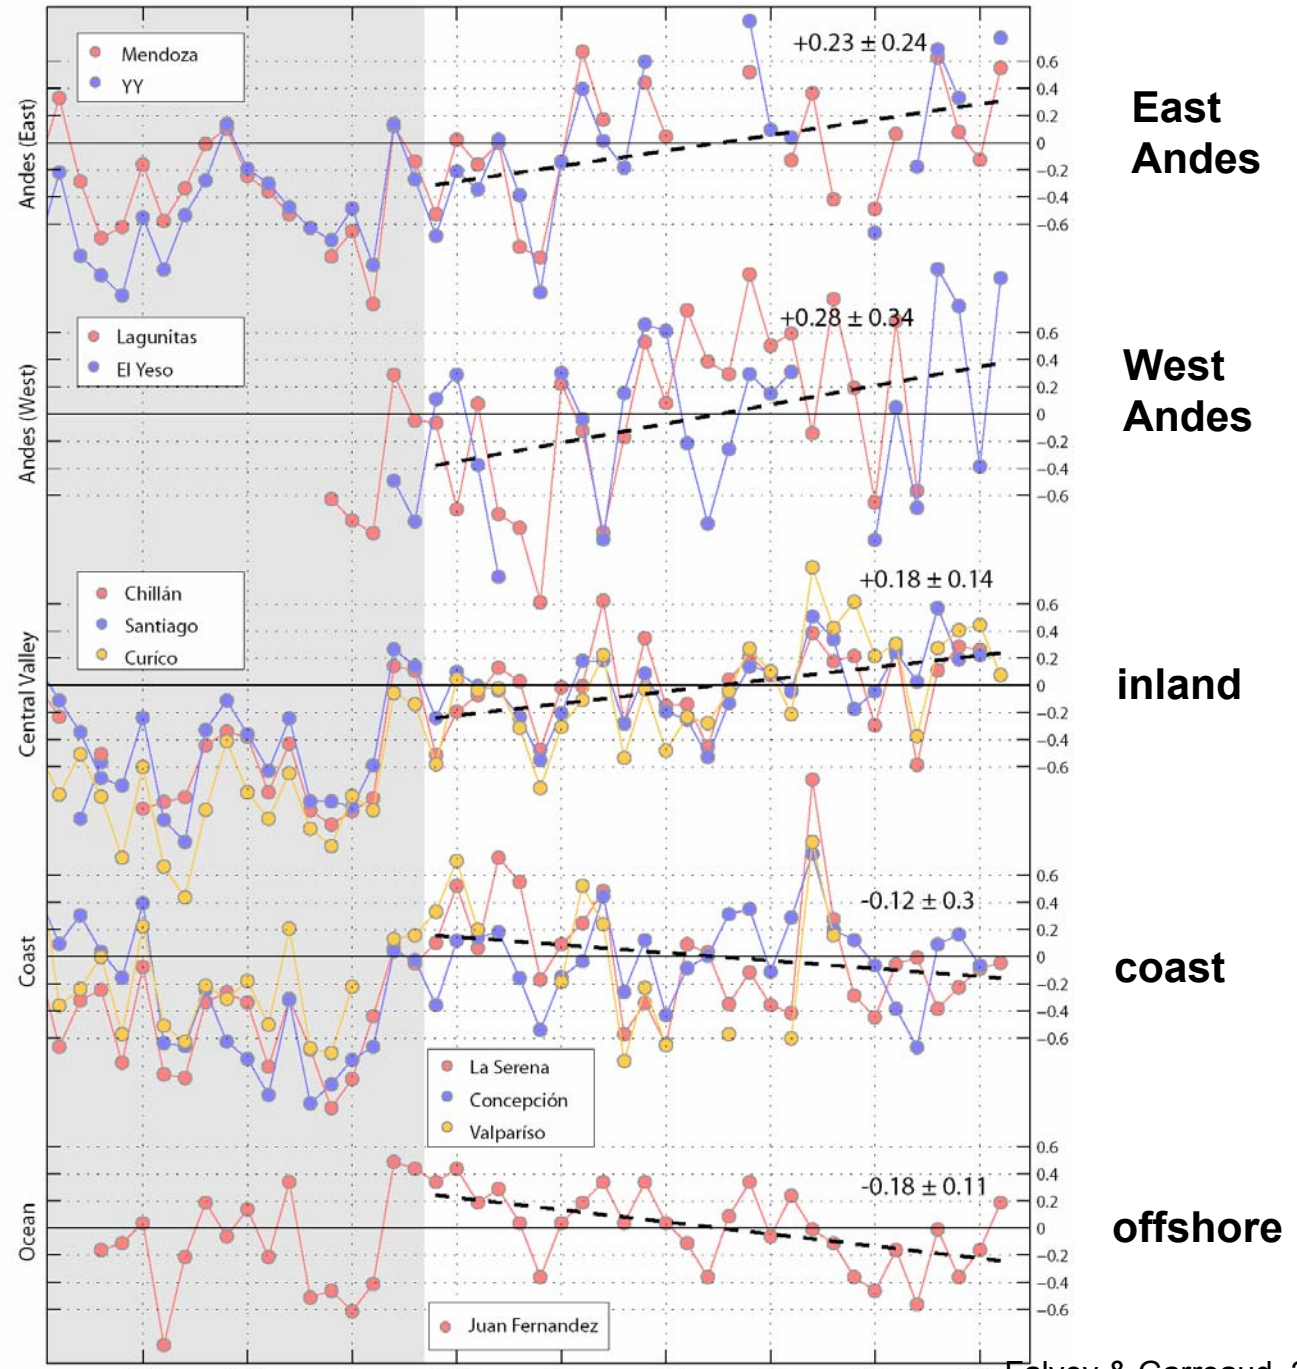 Mendoza
YY
Andes (East)
+0.23 ± 0.24
0.6
0.4
0.2
0
−0.2
−0.4
−0.6
East
Andes
Lagunitas
El Yeso
Andes (West)
+0.28 ± 0.34
0.6
0.4
0.2
0
−0.2
−0.4
−0.6
West
Andes
Chillán
Santiago
Curíco
Central Valley
+0.18 ± 0.14
0.6
0.4
0.2
0
−0.2
−0.4
−0.6
inland
Coast
-0.12 ± 0.3
0.6
0.4
0.2
0
−0.2
−0.4
−0.6
coast
La Serena
Concepción
Valparíso
Ocean
-0.18 ± 0.11
0.6
0.4
0.2
0
−0.2
−0.4
−0.6
offshore
Juan Fernandez